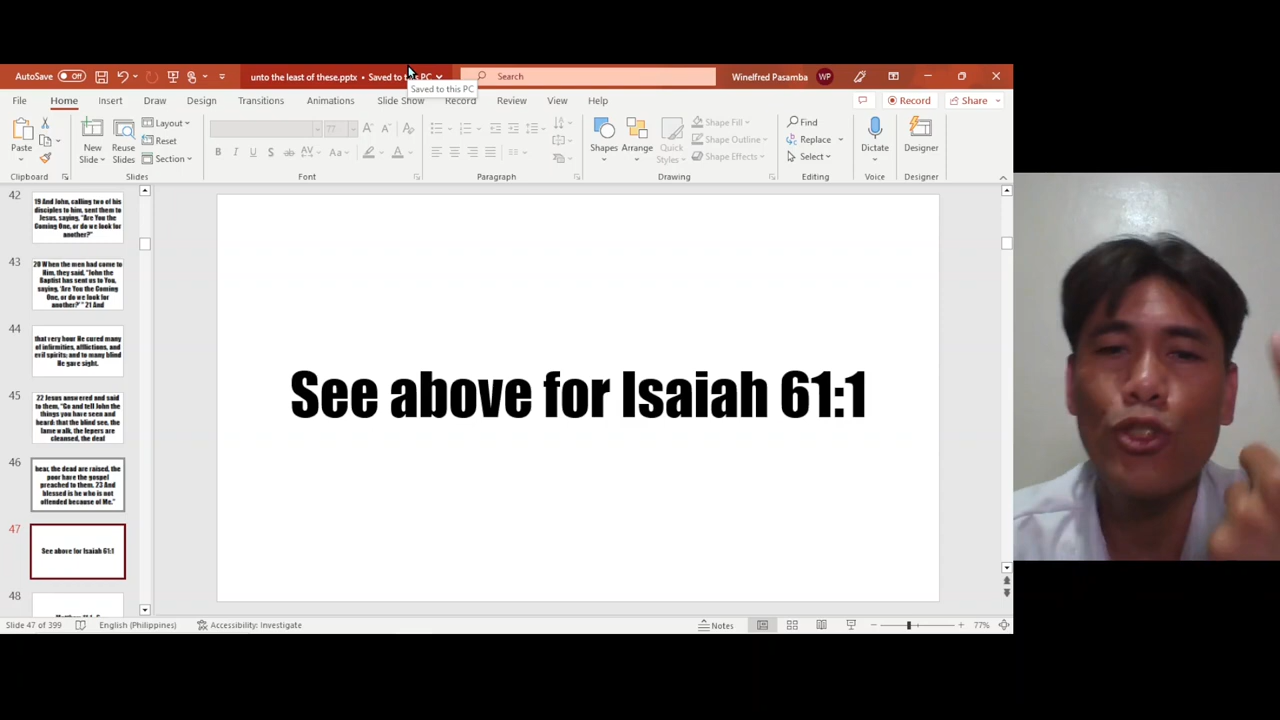 AutoSave Off
unto the least of these.pptx • Saved to this PC
Search
Winelfred Pasamba WP
Saved to this PC
File Home Insert Draw Design Transitions Animations Slide Show Record Review View Help
Record Share
Paste
New Slide
Reuse Slides
Layout
Reset
Section
77
B I U S ab AV Aa A
Shapes
Arrange
Quick Styles
Shape Fill
Shape Outline
Shape Effects
Find
Replace
Select
Dictate
Designer
Clipboard Slides Font Paragraph Drawing Editing Voice Designer
42
19 And John, calling two of his
disciples to him, sent them to
Jesus, saying, "Are You the
Coming One, or do we look for
another?"
43
20 When the men had come to
Him, they said, "John the
Baptist has sent us to You,
saying, 'Are You the Coming
One, or do we look for
another?' " 21 And
44
that very hour He cured many
of infirmities, afflictions, and
evil spirits; and to many blind
He gave sight.
45
22 Jesus answered and said
to them, "Go and tell John the
things you have seen and
heard: that the blind see, the
lame walk, the lepers are
cleansed, the deaf
46
hear, the dead are raised, the
poor have the gospel
preached to them. 23 And
blessed is he who is not
offended because of Me."
47
See above for Isaiah 61:1
48
See above for Isaiah 61:1
Slide 47 of 399 English (Philippines) Accessibility: Investigate Notes 77%